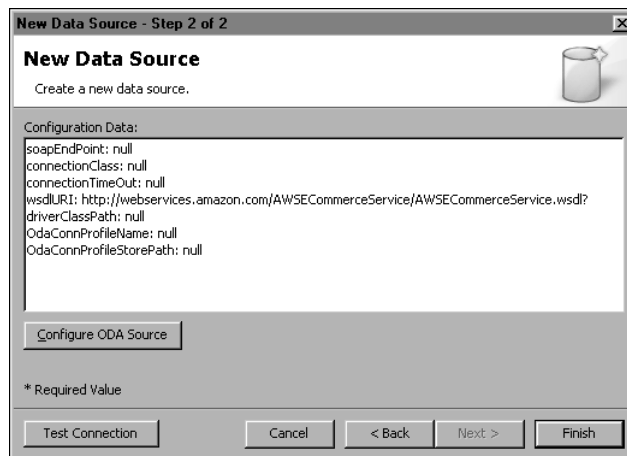 New Data Source - Step 2 of 2
New Data Source
Create a new data source.
Configuration Data:
soapEndPoint: null
connectionClass: null
connectionTimeOut: null
wsdlURI: http://webservices.amazon.com/AWSECommerceService/AWSECommerceService.wsdl?
driverClassPath: null
OdaConnProfileName: null
OdaConnProfileStorePath: null
Configure ODA Source
* Required Value
Test Connection Cancel < Back Next > Finish